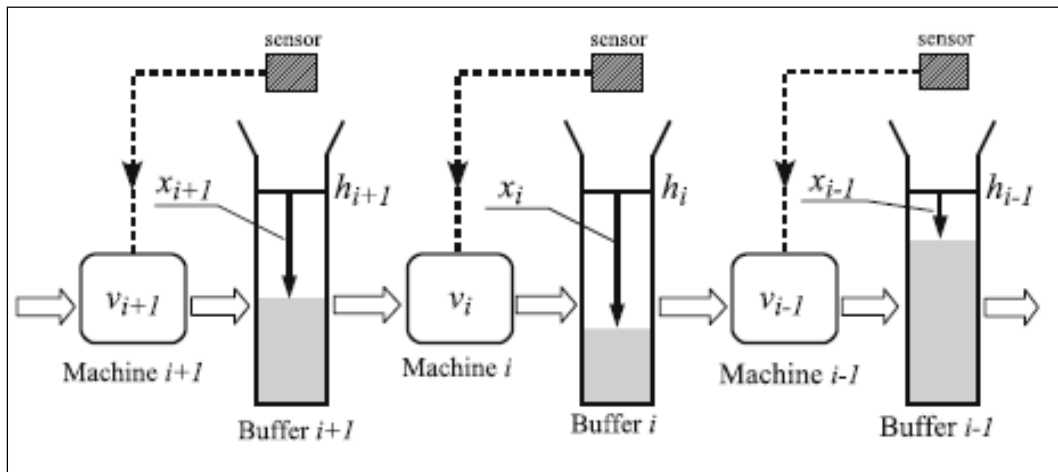 sensor
sensor
sensor
x_{i+1}
h_{i+1}
x_i
h_i
x_{i-1}
h_{i-1}
v_{i+1}
v_i
v_{i-1}
Machine i+1
Machine i
Machine i-1
Buffer i+1
Buffer i
Buffer i-1